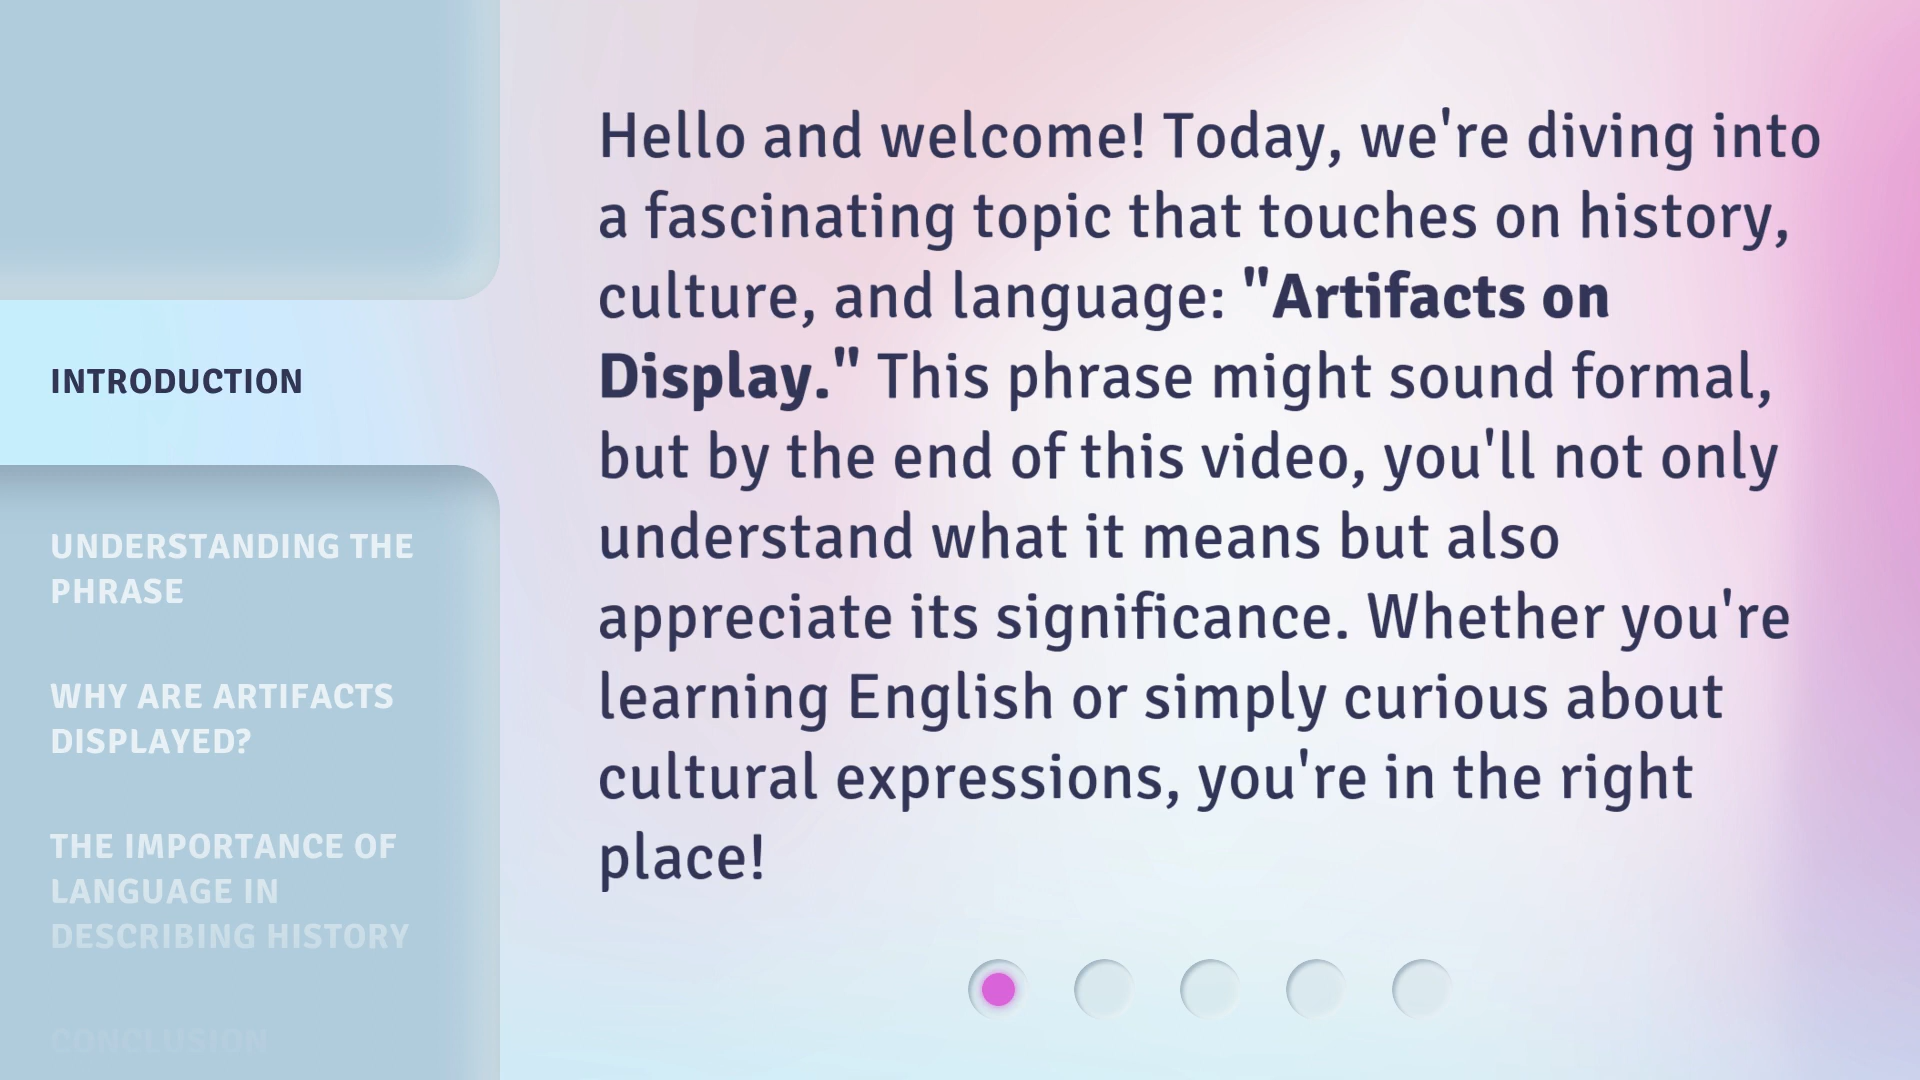 INTRODUCTION
UNDERSTANDING THE
PHRASE
WHY ARE ARTIFACTS
DISPLAYED?
THE IMPORTANCE OF
LANGUAGE IN
DESCRIBING HISTORY
CONCLUSION
Hello and welcome! Today, we're diving into
a fascinating topic that touches on history,
culture, and language: "Artifacts on
Display." This phrase might sound formal,
but by the end of this video, you'll not only
understand what it means but also
appreciate its significance. Whether you're
learning English or simply curious about
cultural expressions, you're in the right
place!